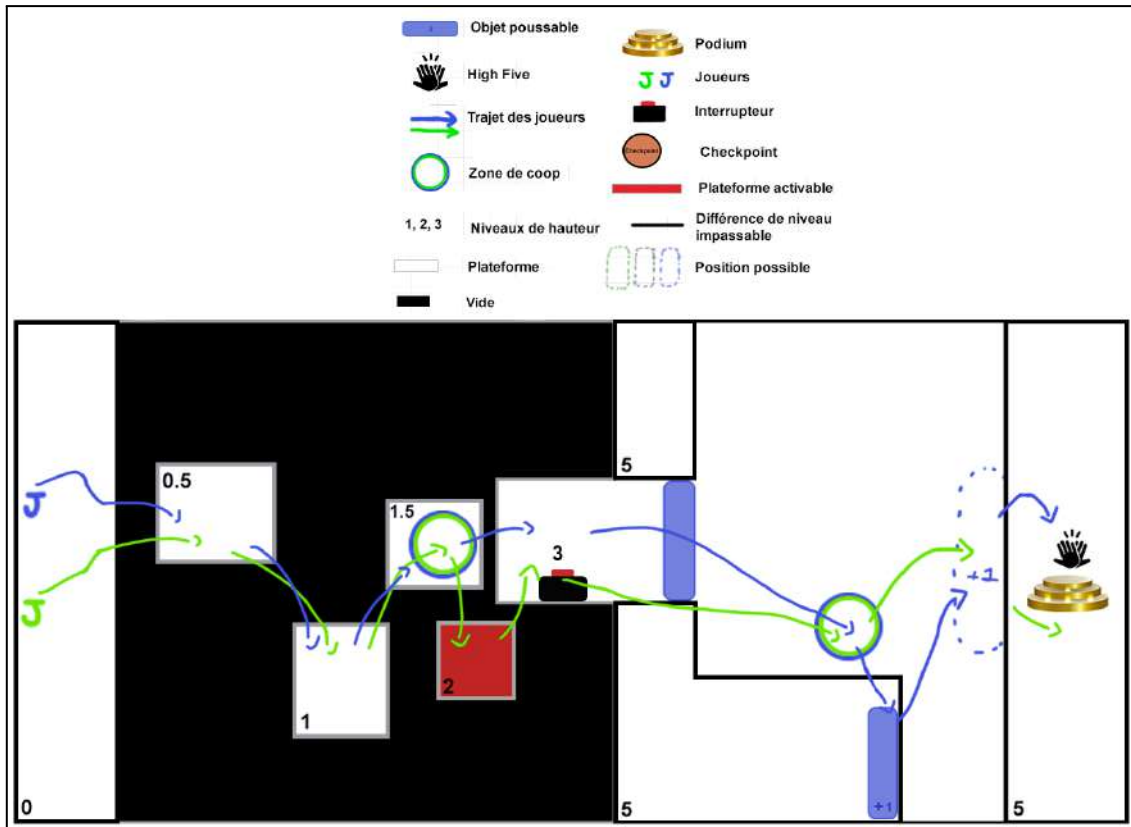 Objet poussable
High Five
Trajet des joueurs
Zone de coop
1, 2, 3 Niveaux de hauteur
Plateforme
Vide
Podium
J J Joueurs
Interrupteur
Checkpoint Checkpoint
Plateforme activable
Différence de niveau
impassable
Position possible
J
J
0
0.5
1
1.5
2
3
5
5
+1
+1
5